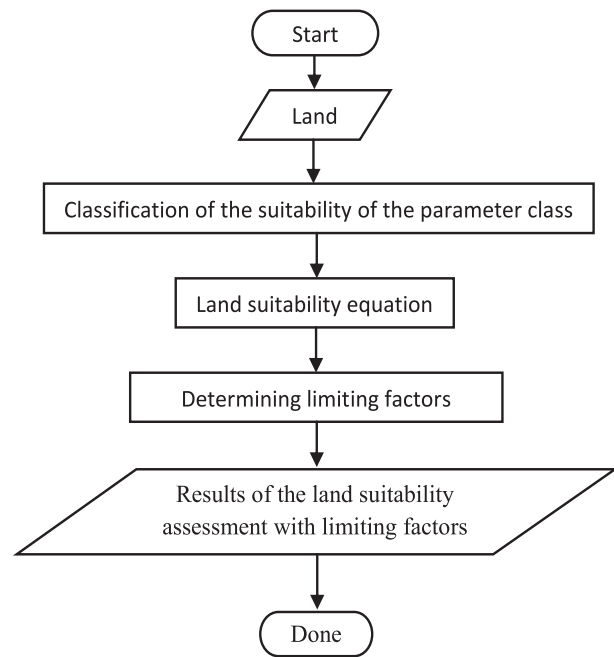 Start
Land
Classification of the suitability of the parameter class
Land suitability equation
Determining limiting factors
Results of the land suitability
assessment with limiting factors
Done